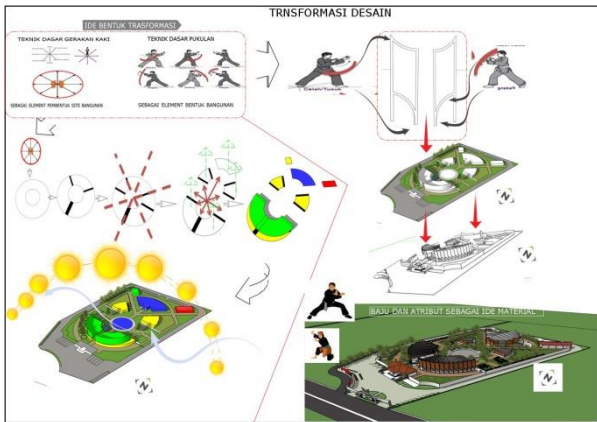 TRNSFORMASI DESAIN
IDE BENTUK TRASFORMASI
TEKNIK DASAR GERAKAN KAKI
TEKNIK DASAR PUKULAN
SEBAGAI ELEMENT PEMBENTUK SITE BANGUNAN
SEBAGAI ELEMENT BENTUK BANGUNAN
N
N
N
BAJU DAN ATRIBUT SEBAGAI IDE MATERIAL
N